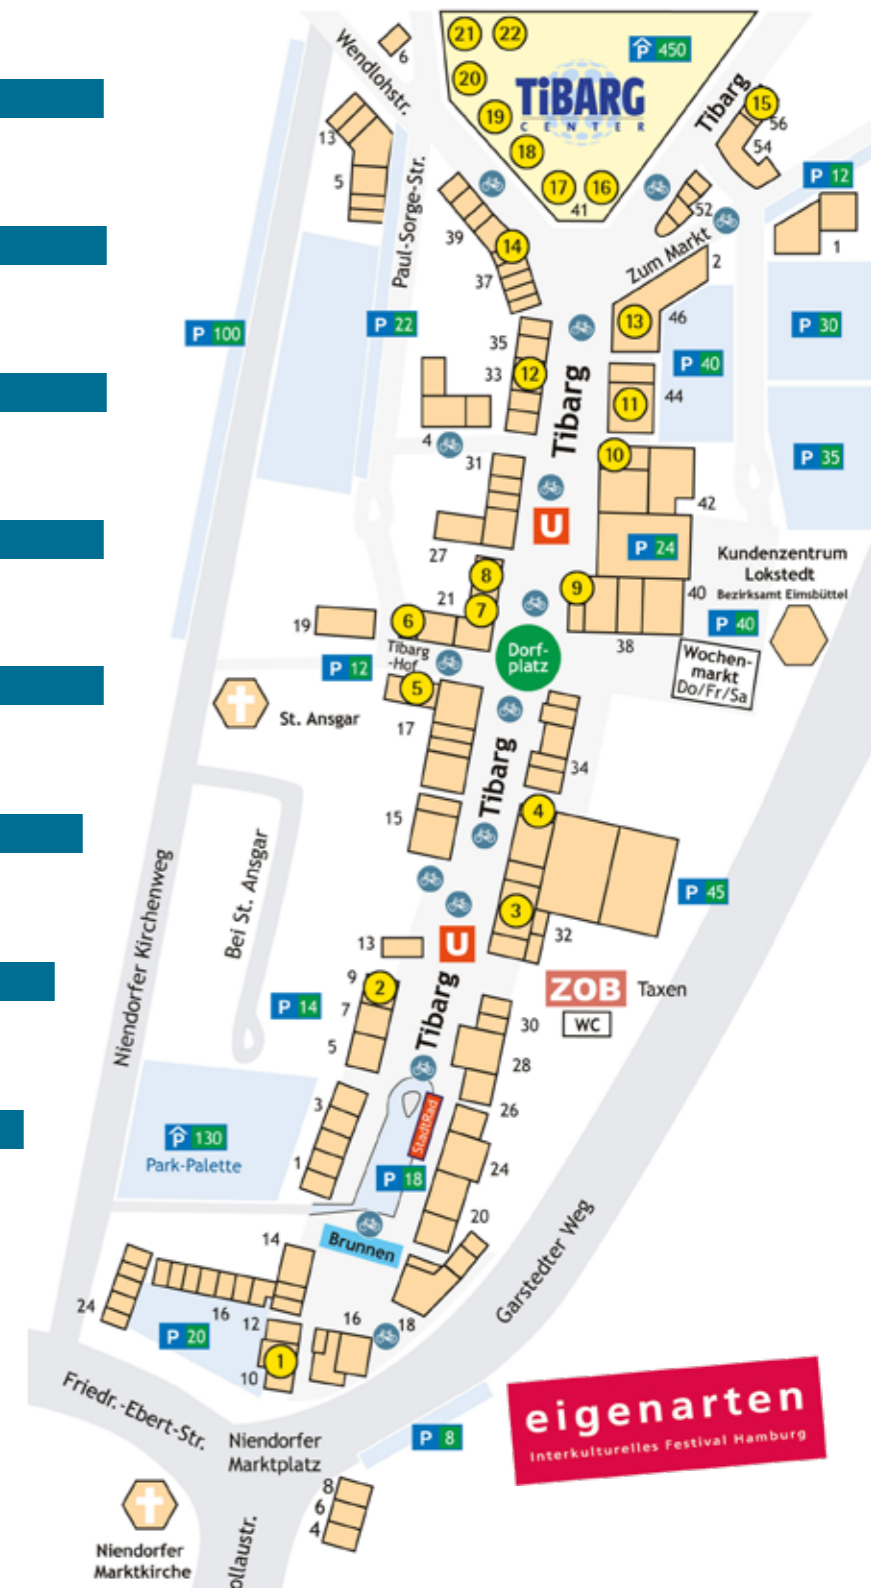 21
22
P 450
6
Wendlohstr.
20
TiBARG
CENTER
19
Tibarg
15
56
13
18
54
5
17
16
P 12
41
Paul-Sorge-Str.
52
39
14
Zum Markt
1
37
2
P 100
P 22
13
46
P 30
35
P 40
33
12
Tibarg
11
44
4
10
P 35
31
42
U
27
P 24
Kundenzentrum
Lokstedt
Bezirksamt Eimsbüttel
8
9
40
21
7
19
6
P 40
38
Tibarg
-Hof
Dorf-
platz
Wochen-
markt
Do/Fr/Sa
P 12
5
St. Ansgar
17
Tibarg
34
15
4
Bei St. Ansgar
P 45
3
32
Niendorfer Kirchenweg
13
U
9
2
ZOB Taxen
7
P 14
Tibarg
30
WC
5
28
3
26
StadtRad
P 130
Park-Palette
1
P 18
24
20
14
Brunnen
Garstedter Weg
24
16
12
16
18
P 20
10
1
Friedr.-Ebert-Str.
eigenarten
Interkulturelles Festival Hamburg
Niendorfer
Marktplatz
P 8
8
6
4
Niendorfer
Marktkirche
ollaustr.